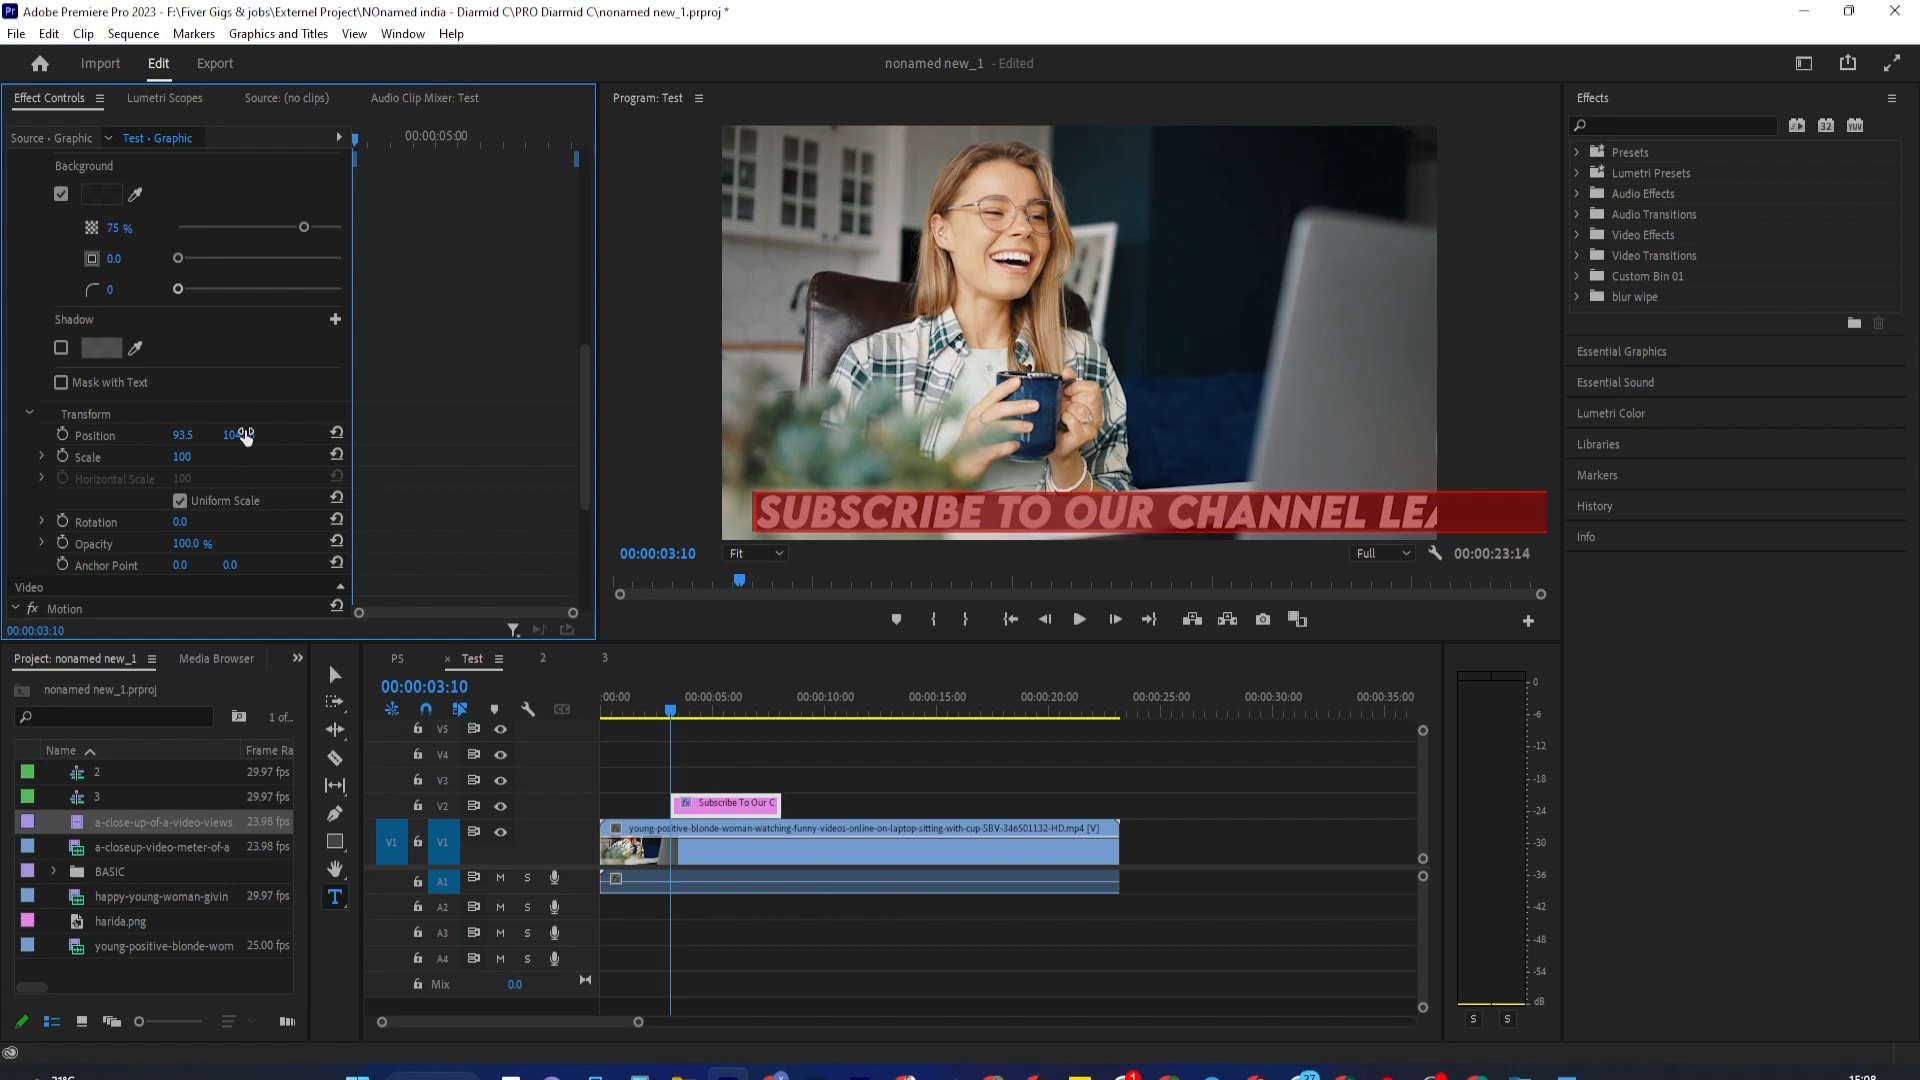 Adobe Premiere Pro 2023 - F:\Fiver Gigs & jobs\Externel Project\NOnamed india - Diarmid C\PRO Diarmid C\nonamed new_1.prproj *
File Edit Clip Sequence Markers Graphics and Titles View Window Help
Import Edit Export
nonamed new_1 - Edited
Effect Controls Lumetri Scopes Source: (no clips) Audio Clip Mixer: Test
Source • Graphic Test • Graphic
00:00:05:00
Background
75 %
0.0
0
Shadow
Mask with Text
Transform
Position 93.5
Scale 100
Horizontal Scale 100
Uniform Scale
Rotation 0.0
Opacity 100.0 %
Anchor Point 0.0 0.0
Video
fx Motion
00:00:03:10
Program: Test
SUBSCRIBE TO OUR CHANNEL LEA
00:00:03:10 Fit Full 00:00:23:14
Effects
32 YUV
Presets
Lumetri Presets
Audio Effects
Audio Transitions
Video Effects
Video Transitions
Custom Bin 01
blur wipe
Essential Graphics
Essential Sound
Lumetri Color
Libraries
Markers
History
Info
Project: nonamed new_1 Media Browser
nonamed new_1.prproj
1 of...
Name Frame Ra
2 29.97 fps
3 29.97 fps
a-close-up-of-a-video-views 23.98 fps
a-closeup-video-meter-of-a 23.98 fps
BASIC
happy-young-woman-givin 29.97 fps
harida.png
young-positive-blonde-wom 25.00 fps
PS × Test 2 3
00:00:03:10
:00:00 00:00:05:00 00:00:10:00 00:00:15:00 00:00:20:00 00:00:25:00 00:00:30:00 00:00:35:00
V5
V4
V3
V2
fx Subscribe To Our C
V1 V1
young-positive-blonde-woman-watching-funny-videos-online-on-laptop-sitting-with-cup-SBV-346501132-HD.mp4 [V]
A1 M S
A2 M S
A3 M S
A4 M S
Mix 0.0
0
-6
-12
-18
-24
-30
-36
-42
-48
-54
dB
S S